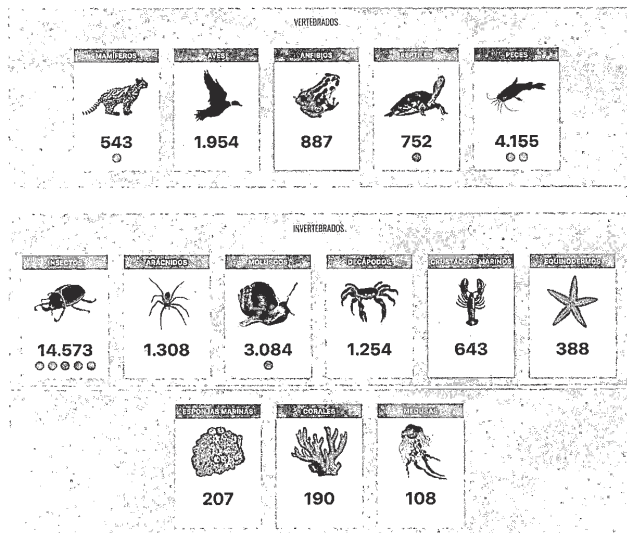 VERTEBRADOS
MAMÍFEROS AVES ANFIBIOS REPTILES PECES
543 1.954 887 752 4.155
INVERTEBRADOS
INSECTOS ARÁCNIDOS MOLUSCOS DECÁPODOS CRUSTÁCEOS MARINOS EQUINODERMOS
14.573 1.308 3.084 1.254 643 388
ESPONJAS MARINAS CORALES MEDUSAS
207 190 108